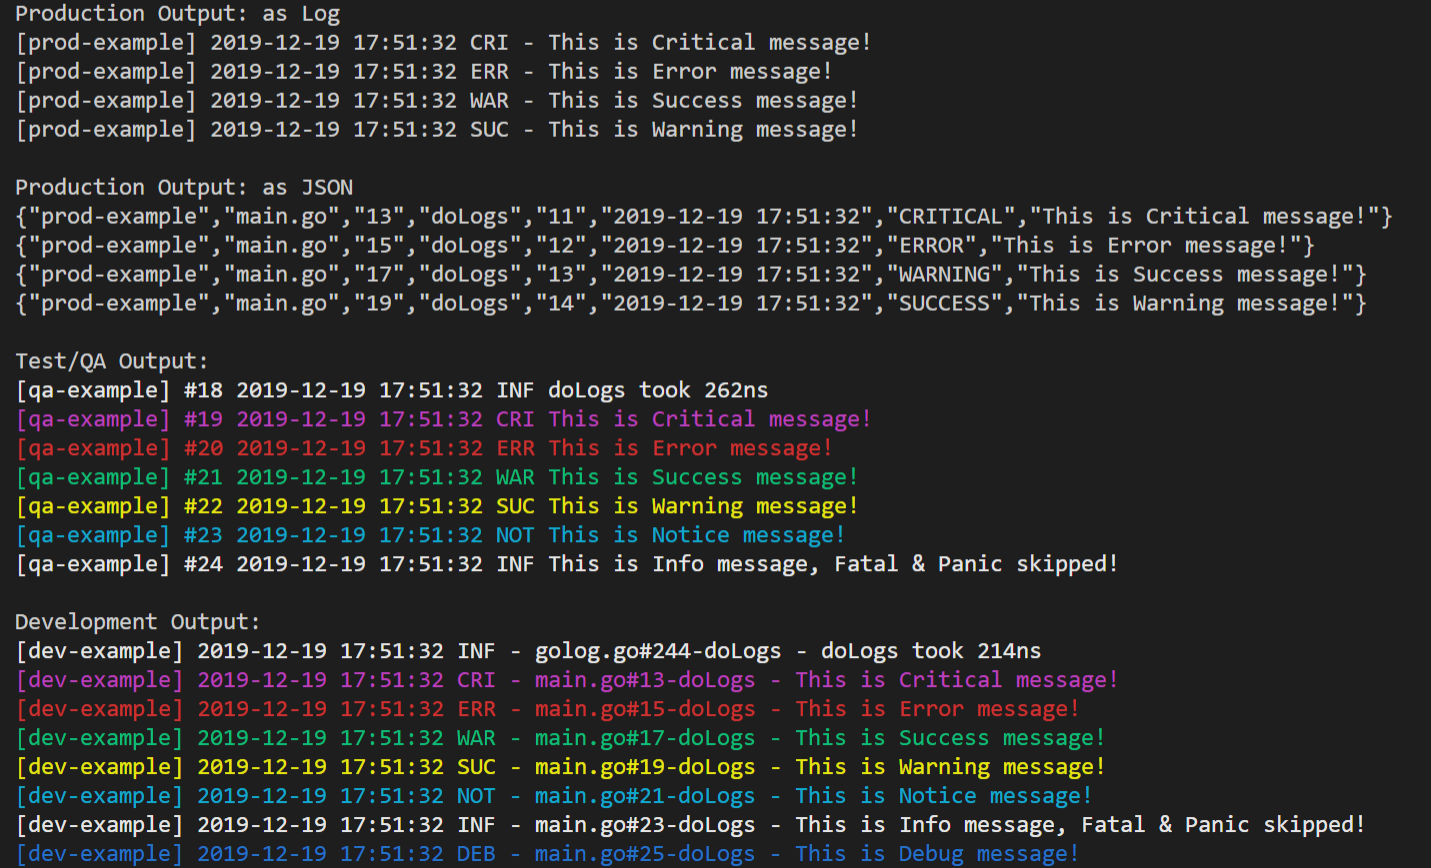 Production Output: as Log
[prod-example] 2019-12-19 17:51:32 CRI - This is Critical message!
[prod-example] 2019-12-19 17:51:32 ERR - This is Error message!
[prod-example] 2019-12-19 17:51:32 WAR - This is Success message!
[prod-example] 2019-12-19 17:51:32 SUC - This is Warning message!
Production Output: as JSON
{"prod-example","main.go","13","doLogs","11","2019-12-19 17:51:32","CRITICAL","This is Critical message!"}
{"prod-example","main.go","15","doLogs","12","2019-12-19 17:51:32","ERROR","This is Error message!"}
{"prod-example","main.go","17","doLogs","13","2019-12-19 17:51:32","WARNING","This is Success message!"}
{"prod-example","main.go","19","doLogs","14","2019-12-19 17:51:32","SUCCESS","This is Warning message!"}
Test/QA Output:
[qa-example] #18 2019-12-19 17:51:32 INF doLogs took 262ns
[qa-example] #19 2019-12-19 17:51:32 CRI This is Critical message!
[qa-example] #20 2019-12-19 17:51:32 ERR This is Error message!
[qa-example] #21 2019-12-19 17:51:32 WAR This is Success message!
[qa-example] #22 2019-12-19 17:51:32 SUC This is Warning message!
[qa-example] #23 2019-12-19 17:51:32 NOT This is Notice message!
[qa-example] #24 2019-12-19 17:51:32 INF This is Info message, Fatal & Panic skipped!
Development Output:
[dev-example] 2019-12-19 17:51:32 INF - golog.go#244-doLogs - doLogs took 214ns
[dev-example] 2019-12-19 17:51:32 CRI - main.go#13-doLogs - This is Critical message!
[dev-example] 2019-12-19 17:51:32 ERR - main.go#15-doLogs - This is Error message!
[dev-example] 2019-12-19 17:51:32 WAR - main.go#17-doLogs - This is Success message!
[dev-example] 2019-12-19 17:51:32 SUC - main.go#19-doLogs - This is Warning message!
[dev-example] 2019-12-19 17:51:32 NOT - main.go#21-doLogs - This is Notice message!
[dev-example] 2019-12-19 17:51:32 INF - main.go#23-doLogs - This is Info message, Fatal & Panic skipped!
[dev-example] 2019-12-19 17:51:32 DEB - main.go#25-doLogs - This is Debug message!